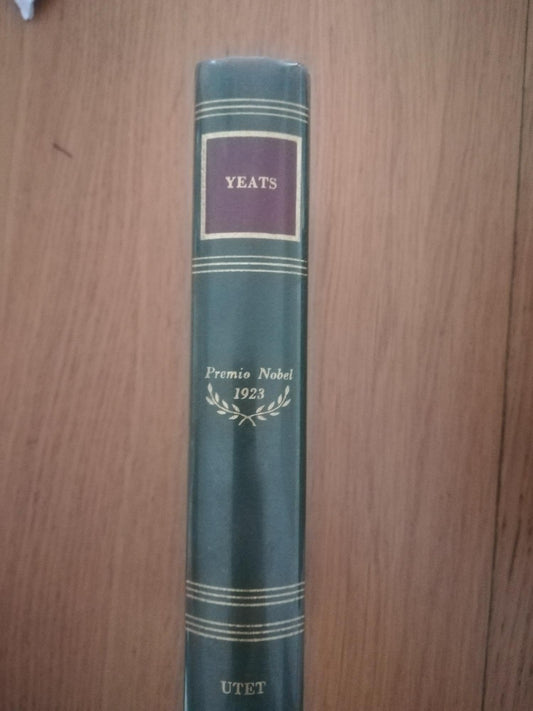 YEATS
Premio Nobel
1923
UTET